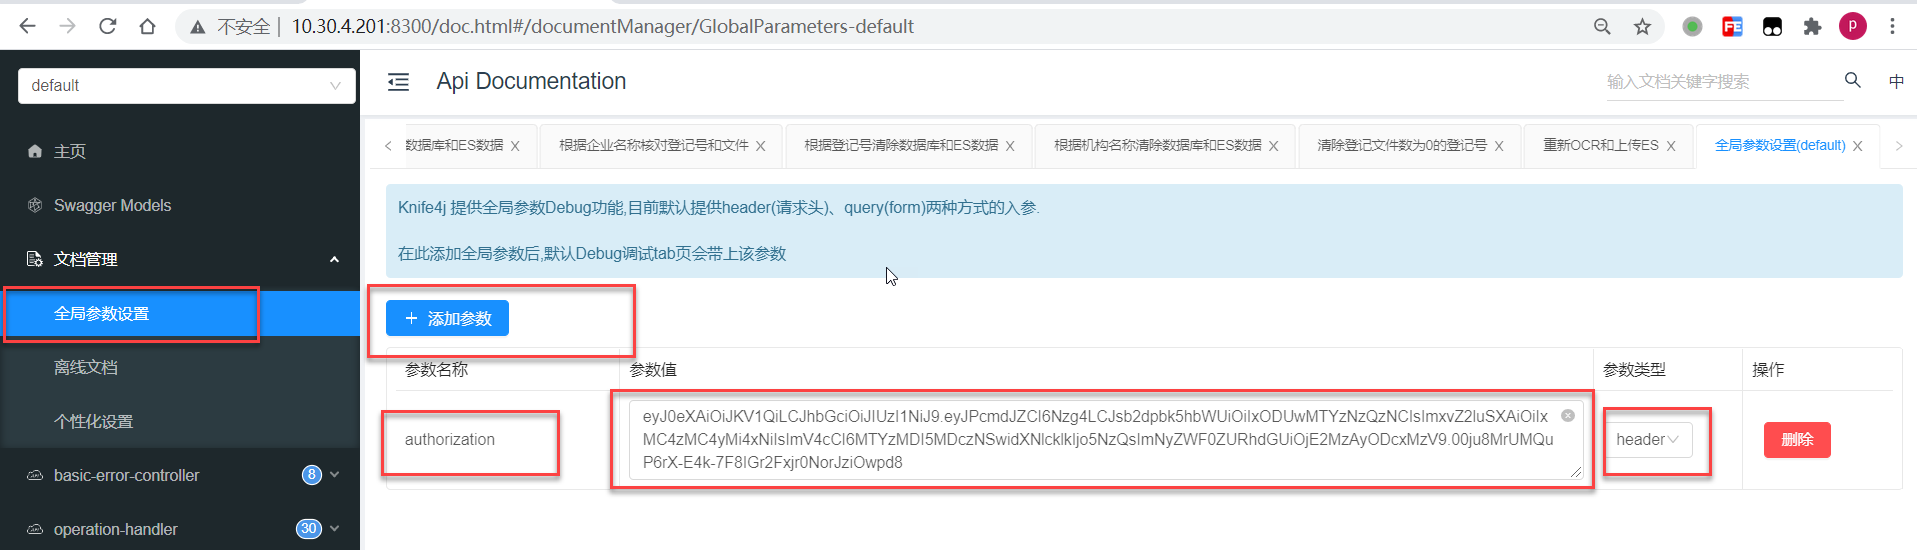 不安全 | 10.30.4.201:8300/doc.html#/documentManager/GlobalParameters-default
P
default
Api Documentation
输入文档关键字搜索
中
数据库和ES数据
根据企业名称核对登记号和文件
根据登记号清除数据库和ES数据
根据机构名称清除数据库和ES数据
清除登记文件数为0的登记号
重新OCR和上传ES
全局参数设置(default)
主页
Swagger Models
文档管理
全局参数设置
离线文档
个性化设置
basic-error-controller 8
operation-handler 30
Knife4j 提供全局参数Debug功能,目前默认提供header(请求头)、query(form)两种方式的入参.
在此添加全局参数后,默认Debug调试tab页会带上该参数
+ 添加参数
参数名称 参数值 参数类型 操作
authorization
eyJ0eXAiOiJKV1QiLCJhbGciOiJIUzI1NiJ9.eyJPcmdJZCI6Nzg4LCJsb2dpbk5hbWUiOiIxODUwMTYzNzQzNCIsImxvZ2luSXAiOiIx
MC4zMC4yMi4xNiIsImV4cCI6MTYzMDI5MDczNSwidXNlcklkIjo5NzQsImNyZWF0ZURhdGUiOjE2MzAyODcxMzV9.00ju8MrUMQu
P6rX-E4k-7F8IGr2Fxjr0NorJziOwpd8
header
删除